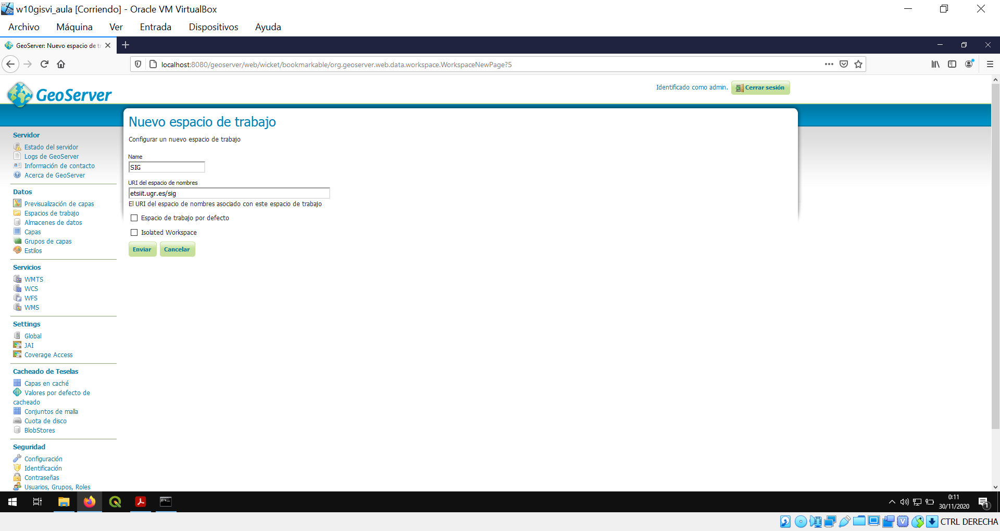 w10gisvi_aula [Corriendo] - Oracle VM VirtualBox
Archivo Máquina Ver Entrada Dispositivos Ayuda
GeoServer: Nuevo espacio de tr
localhost:8080/geoserver/web/wicket/bookmarkable/org.geoserver.web.data.workspace.WorkspaceNewPage?5
GeoServer
Identificado como admin. Cerrar sesión
Servidor
Estado del servidor
Logs de GeoServer
Información de contacto
Acerca de GeoServer
Datos
Previsualización de capas
Espacios de trabajo
Almacenes de datos
Capas
Grupos de capas
Estilos
Servicios
WMTS
WCS
WFS
WMS
Settings
Global
JAI
Coverage Access
Cacheado de Teselas
Capas en caché
Valores por defecto de
cacheado
Conjuntos de malla
Cuota de disco
BlobStores
Seguridad
Configuración
Identificación
Contraseñas
Usuarios, Grupos, Roles
Nuevo espacio de trabajo
Configurar un nuevo espacio de trabajo
Name
SIG
URI del espacio de nombres
etsiit.ugr.es/sig
El URI del espacio de nombres asociado con este espacio de trabajo
Espacio de trabajo por defecto
Isolated Workspace
Enviar Cancelar
0:11
30/11/2020
1
CTRL DERECHA